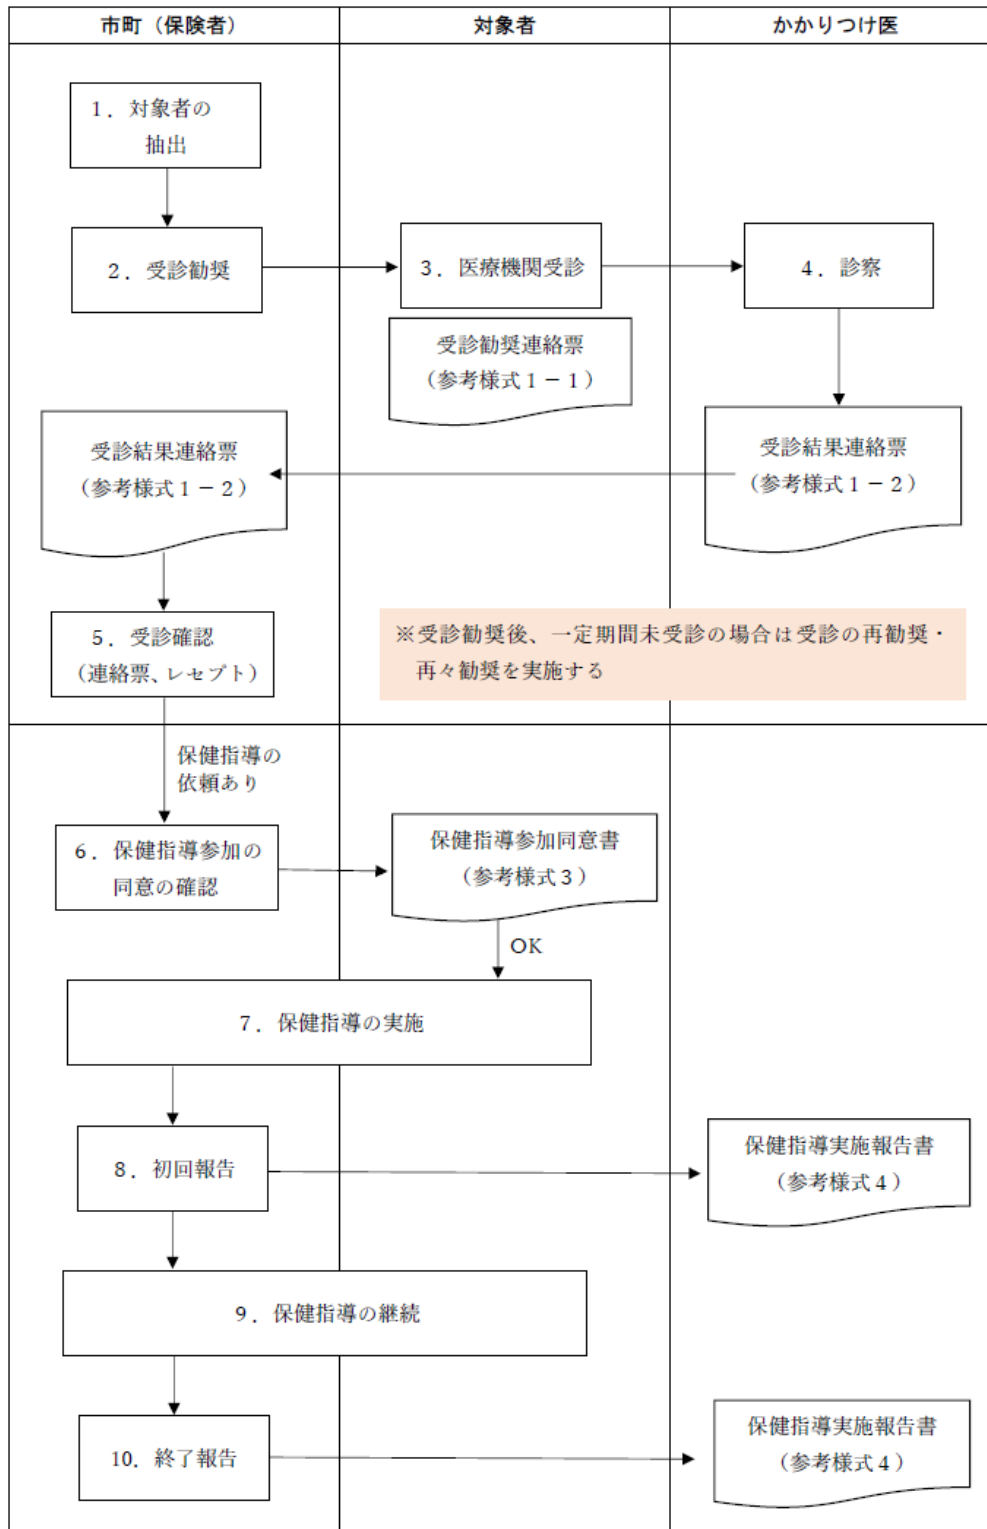 市町（保険者）
対象者
かかりつけ医
1．対象者の
抽出
2．受診勧奨
3．医療機関受診
4．診察
受診勧奨連絡票
（参考様式１－１）
受診結果連絡票
（参考様式１－２）
受診結果連絡票
（参考様式１－２）
5．受診確認
（連絡票、レセプト）
※受診勧奨後、一定期間未受診の場合は受診の再勧奨・
再々勧奨を実施する
保健指導の
依頼あり
6．保健指導参加の
同意の確認
保健指導参加同意書
（参考様式３）
OK
7．保健指導の実施
8．初回報告
保健指導実施報告書
（参考様式４）
9．保健指導の継続
10．終了報告
保健指導実施報告書
（参考様式４）